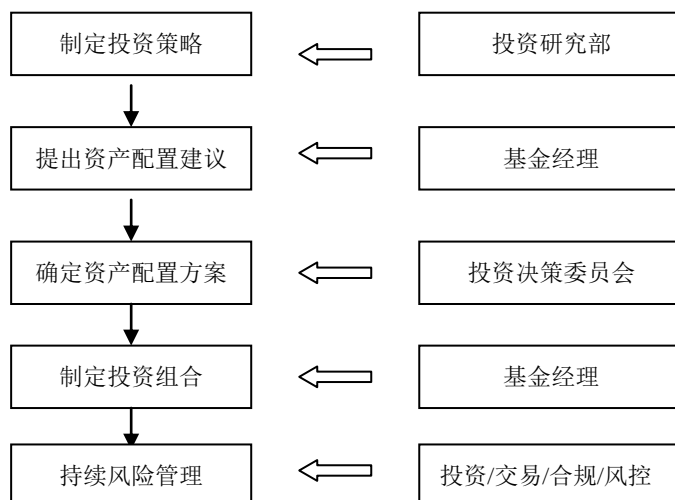 制定投资策略
投资研究部
提出资产配置建议
基金经理
确定资产配置方案
投资决策委员会
制定投资组合
基金经理
持续风险管理
投资/交易/合规/风控